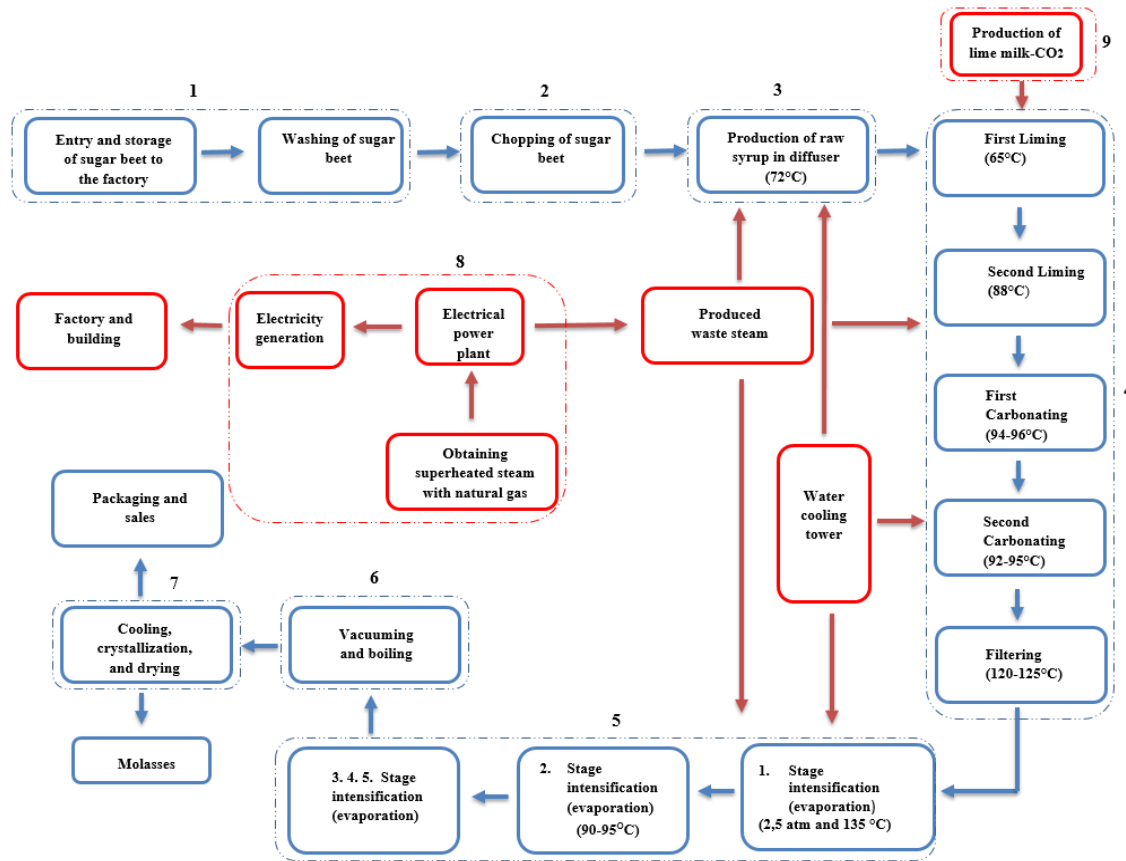 Production of
lime milk-CO2
9
1
2
3
Entry and storage
of sugar beet to
the factory
Washing of sugar
beet
Chopping of sugar
beet
Production of raw
syrup in diffuser
(72°C)
First Liming
(65°C)
Second Liming
(88°C)
8
Factory and
building
Electricity
generation
Electrical
power
plant
Produced
waste steam
First
Carbonating
(94-96°C)
Obtaining
superheated steam
with natural gas
Water
cooling
tower
Packaging and
sales
Second
Carbonating
(92-95°C)
7
6
Cooling,
crystallization,
and drying
Vacuuming
and boiling
Filtering
(120-125°C)
5
Molasses
3. 4. 5. Stage
intensification
(evaporation)
2. Stage
intensification
(evaporation)
(90-95°C)
1. Stage
intensification
(evaporation)
(2,5 atm and 135 °C)